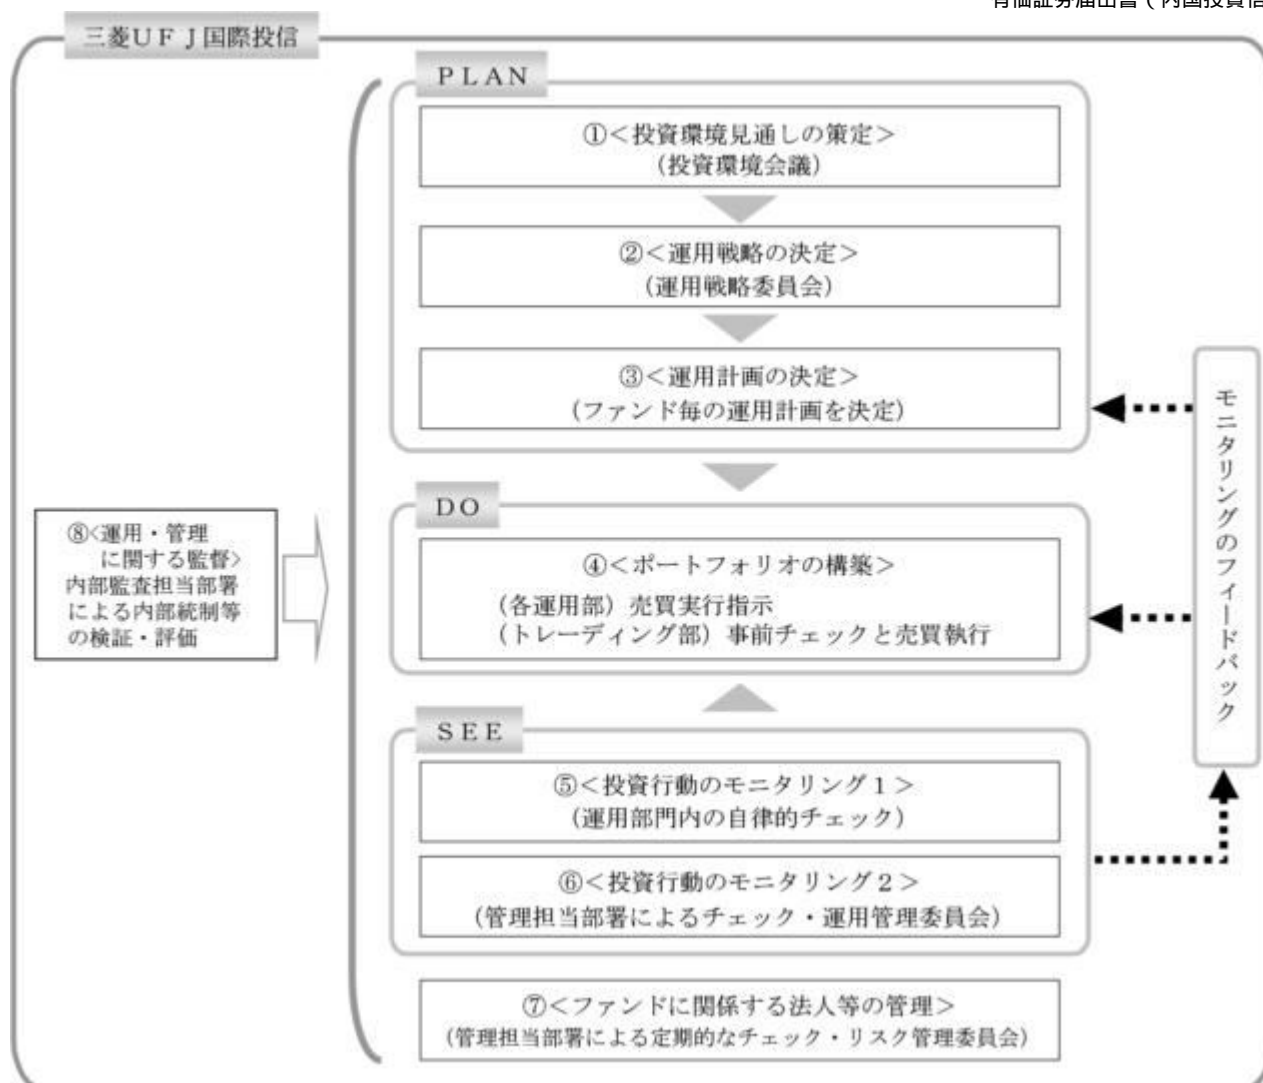 有価証券届出書(内国投資信
三菱UFJ国際投信
PLAN
①<投資環境見通しの策定>
(投資環境会議)
②<運用戦略の決定>
(運用戦略委員会)
③<運用計画の決定>
(ファンド毎の運用計画を決定)
DO
④<ポートフォリオの構築>
(各運用部)売買実行指示
(トレーディング部)事前チェックと売買執行
SEE
⑤<投資行動のモニタリング1>
(運用部門内の自律的チェック)
⑥<投資行動のモニタリング2>
(管理担当部署によるチェック・運用管理委員会)
⑦<ファンドに関係する法人等の管理>
(管理担当部署による定期的なチェック・リスク管理委員会)
⑧<運用・管理
に関する監督>
内部監査担当部署
による内部統制等
の検証・評価
モニタリングのフィードバック